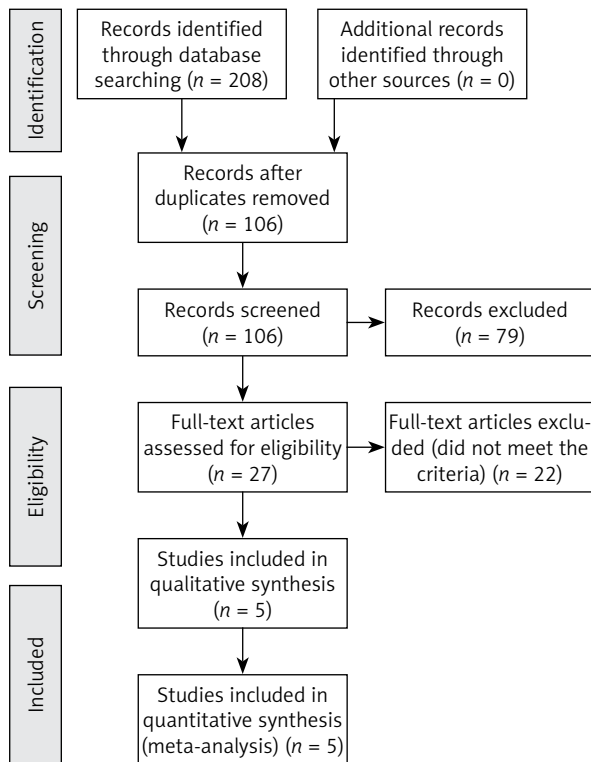 Identification
Records identified
through database
searching (n = 208)
Additional records
identified through
other sources (n = 0)
Records after
duplicates removed
(n = 106)
Screening
Records screened
(n = 106)
Records excluded
(n = 79)
Eligibility
Full-text articles
assessed for eligibility
(n = 27)
Full-text articles exclu-
ded (did not meet the
criteria) (n = 22)
Studies included in
qualitative synthesis
(n = 5)
Included
Studies included in
quantitative synthesis
(meta-analysis) (n = 5)